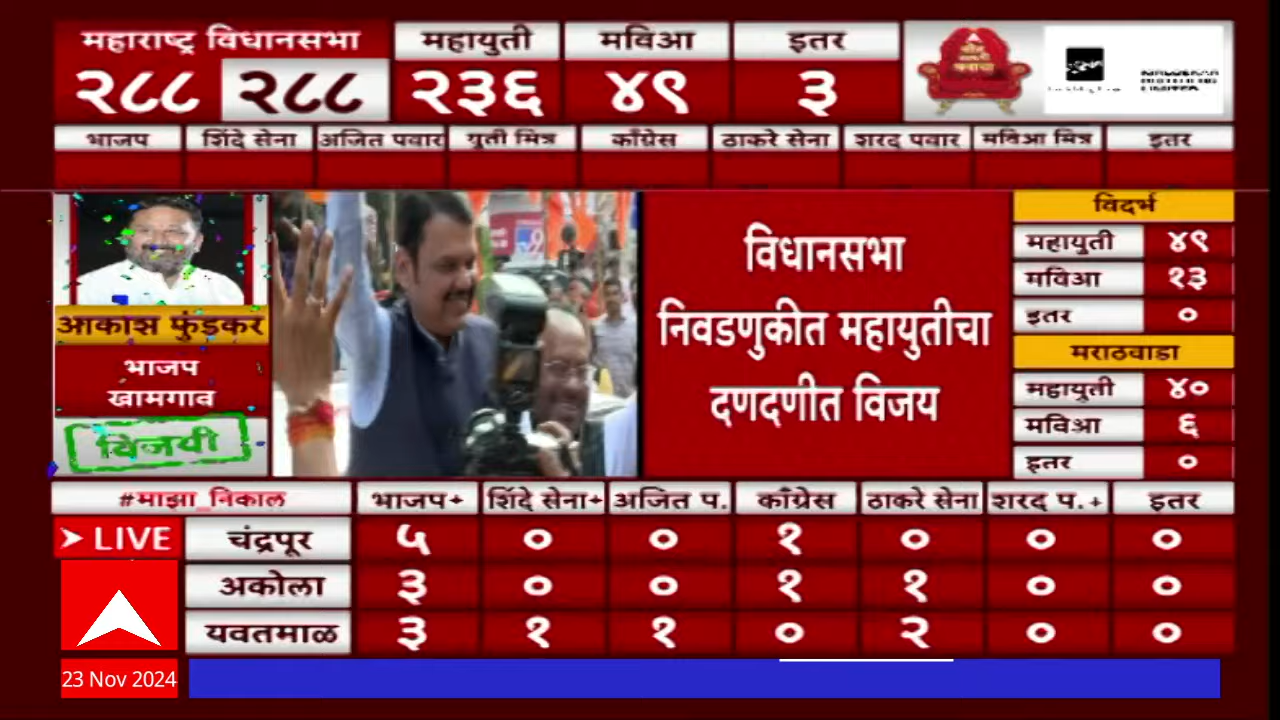 महाराष्ट्र विधानसभा
२८८ २८८
महायुती
२३६
मविआ
४९
इतर
३
भाजप शिंदे सेना अजित पवार युती मित्र काँग्रेस ठाकरे सेना शरद पवार मविआ मित्र इतर
आकाश फुंडकर
भाजप
खामगाव
विजयी
विधानसभा
निवडणुकीत महायुतीचा
दणदणीत विजय
विदर्भ
महायुती ४९
मविआ १३
इतर ०
मराठवाडा
महायुती ४०
मविआ ६
इतर ०
#माझा_निकाल भाजप+ शिंदे सेना+ अजित प. काँग्रेस ठाकरे सेना शरद प.+ इतर
LIVE चंद्रपूर ५ ० ० १ ० ० ०
अकोला ३ ० ० १ १ ० ०
यवतमाळ ३ १ १ ० २ ० ०
23 Nov 2024